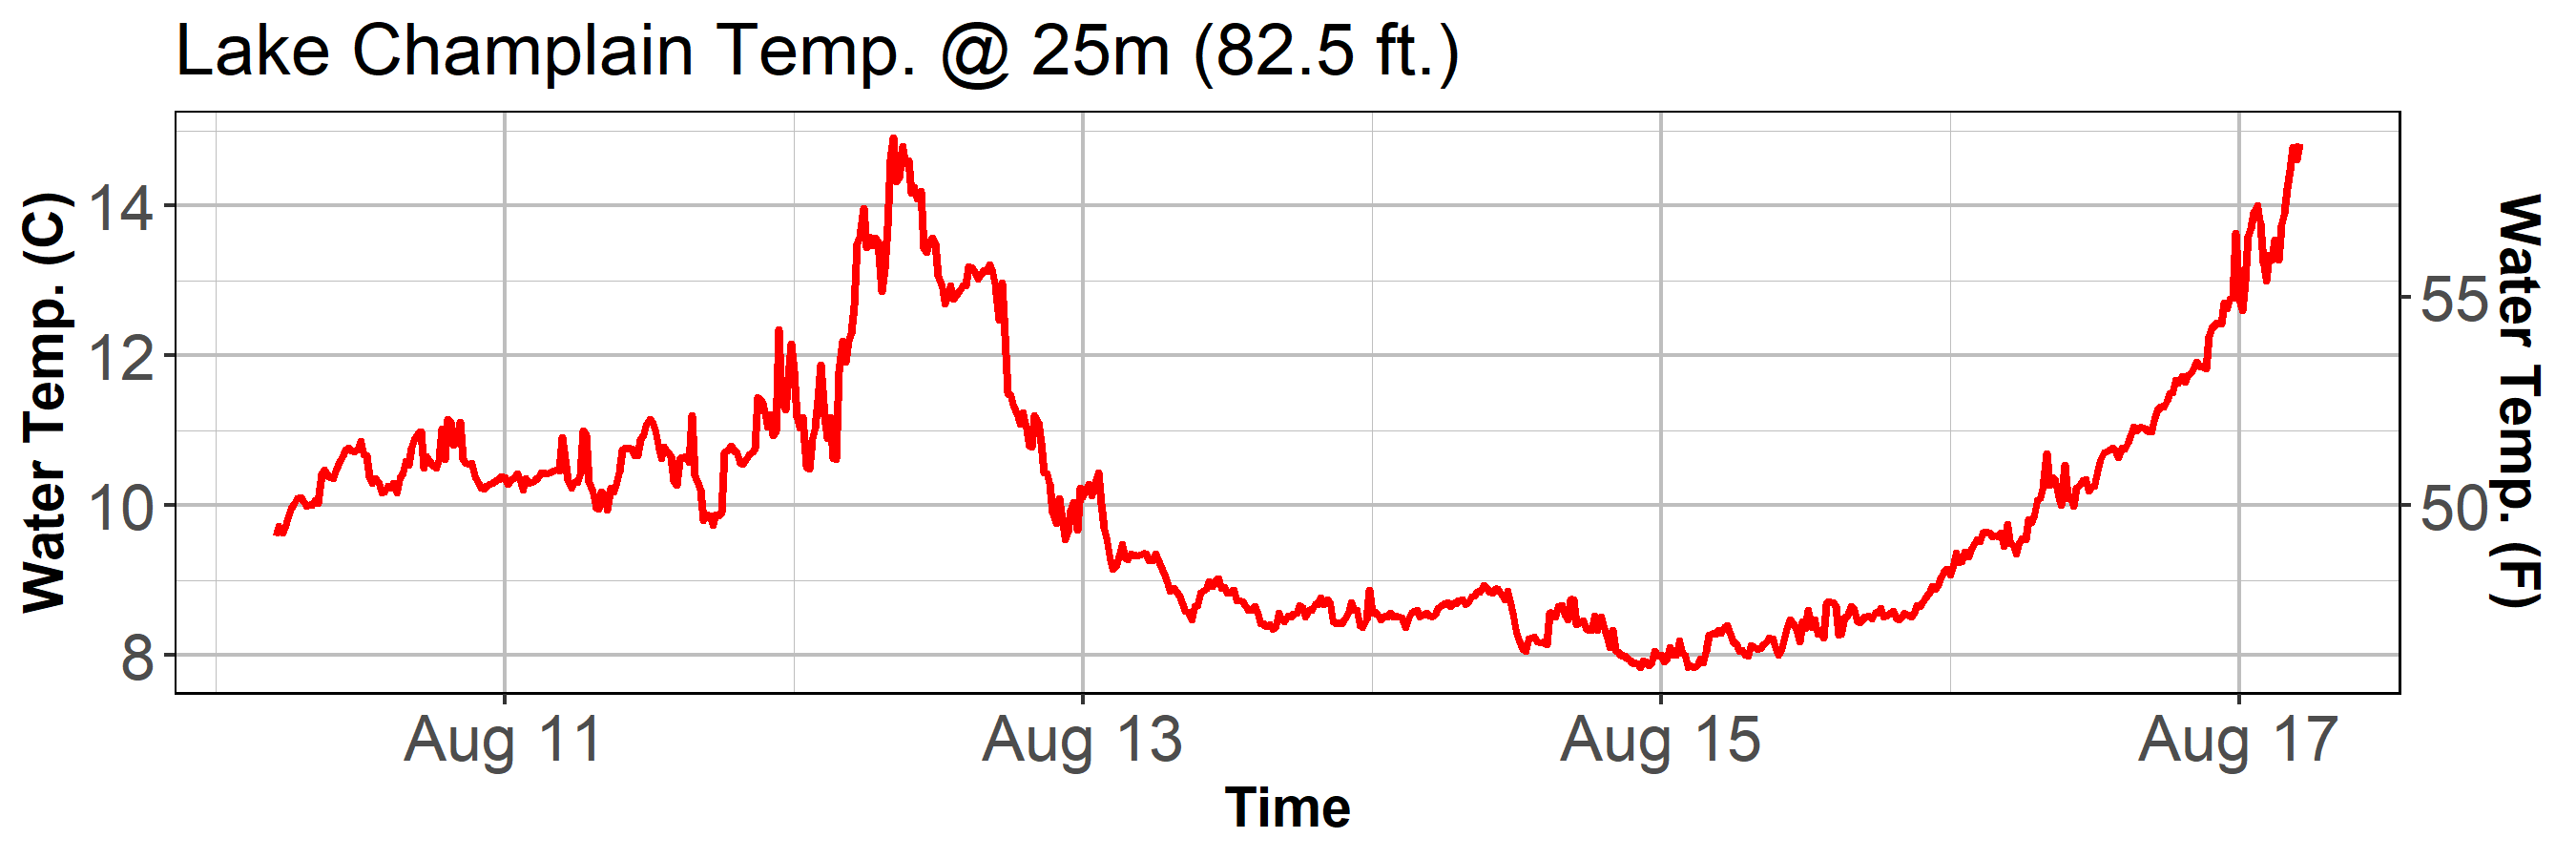 Lake Champlain Temp. @ 25m (82.5 ft.)
Water Temp. (C)
14
12
10
8
55
50
Water Temp. (F)
Aug 11
Aug 13
Aug 15
Aug 17
Time